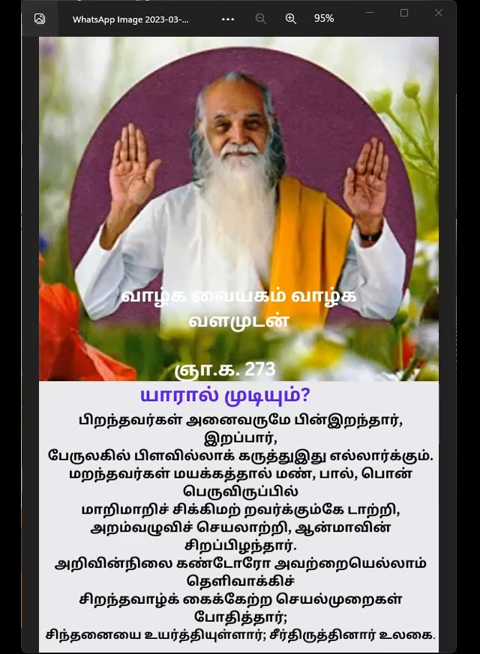 WhatsApp Image 2023-03-...
95%
வாழ்க வையகம் வாழ்க
வளமுடன்
ஞா.க. 273
யாரால் முடியும்?
பிறந்தவர்கள் அனைவருமே பின்இறந்தார்,
இறப்பார்,
பேருலகில் பிளவில்லாக் கருத்துஇது எல்லார்க்கும்.
மறந்தவர்கள் மயக்கத்தால் மண், பால், பொன்
பெருவிருப்பில்
மாறிமாறிச் சிக்கிமற் றவர்க்கும்கே டாற்றி,
அறம்வழுவிச் செயலாற்றி, ஆன்மாவின்
சிறப்பிழந்தார்.
அறிவின்நிலை கண்டோரோ அவற்றையெல்லாம்
தெளிவாக்கிச்
சிறந்தவாழ்க் கைக்கேற்ற செயல்முறைகள்
போதித்தார்;
சிந்தனையை உயர்த்தியுள்ளார்; சீர்திருத்தினார் உலகை.